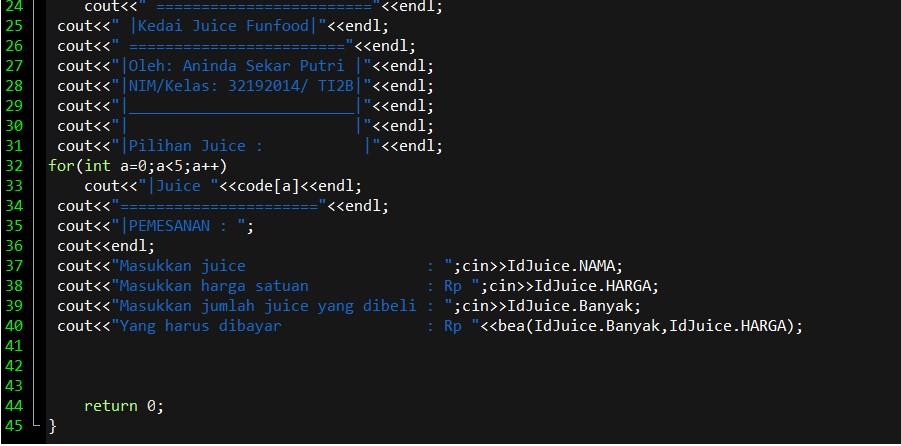 24 cout<<" ========================"<<endl;
25 cout<<" |Kedai Juice Funfood|"<<endl;
26 cout<<" ========================"<<endl;
27 cout<<"|Oleh: Aninda Sekar Putri |"<<endl;
28 cout<<"|NIM/Kelas: 32192014/ TI2B|"<<endl;
29 cout<<"|_________________________|"<<endl;
30 cout<<"|                         |"<<endl;
31 cout<<"|Pilihan Juice :           |"<<endl;
32 for(int a=0;a<5;a++)
33 cout<<"|Juice "<<code[a]<<endl;
34 cout<<"======================"<<endl;
35 cout<<"|PEMESANAN : ";
36 cout<<endl;
37 cout<<"Masukkan juice                    : ";cin>>IdJuice.NAMA;
38 cout<<"Masukkan harga satuan             : Rp ";cin>>IdJuice.HARGA;
39 cout<<"Masukkan jumlah juice yang dibeli : ";cin>>IdJuice.Banyak;
40 cout<<"Yang harus dibayar                : Rp "<<bea(IdJuice.Banyak,IdJuice.HARGA);
41
42
43
44 return 0;
45 }